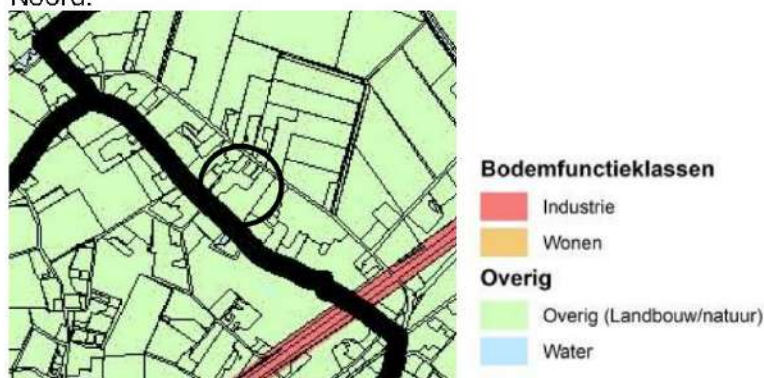 Noord.
Bodemfunctieklassen
Industrie
Wonen
Overig
Overig (Landbouw/natuur)
Water